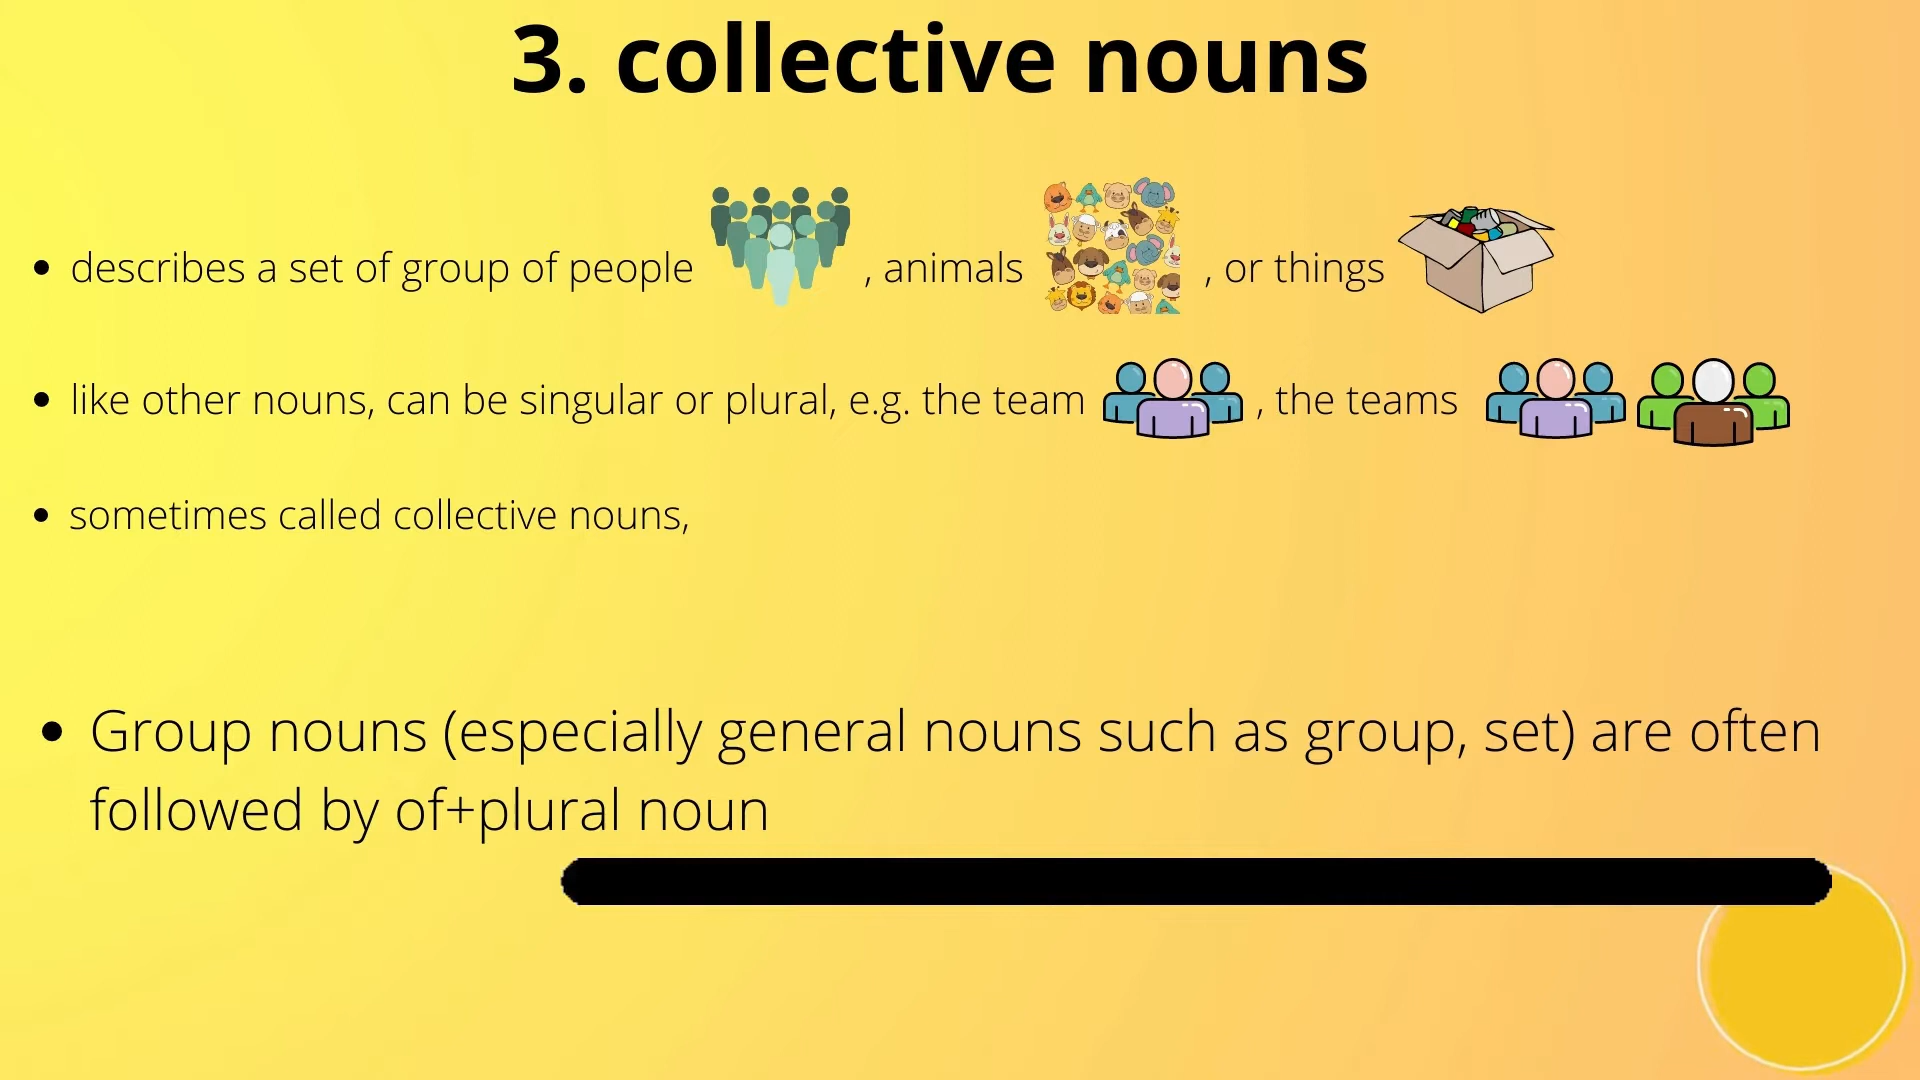 3. collective nouns
• describes a set of group of people , animals , or things
• like other nouns, can be singular or plural, e.g. the team , the teams
• sometimes called collective nouns,
• Group nouns (especially general nouns such as group, set) are often
followed by of+plural noun